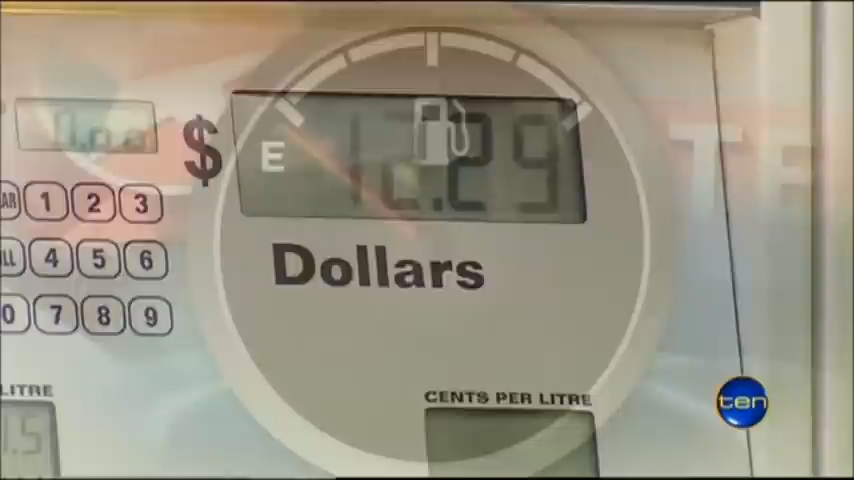 $ 12.29
E
Dollars
1 2 3
4 5 6
0 7 8 9
LITRE
CENTS PER LITRE
ten